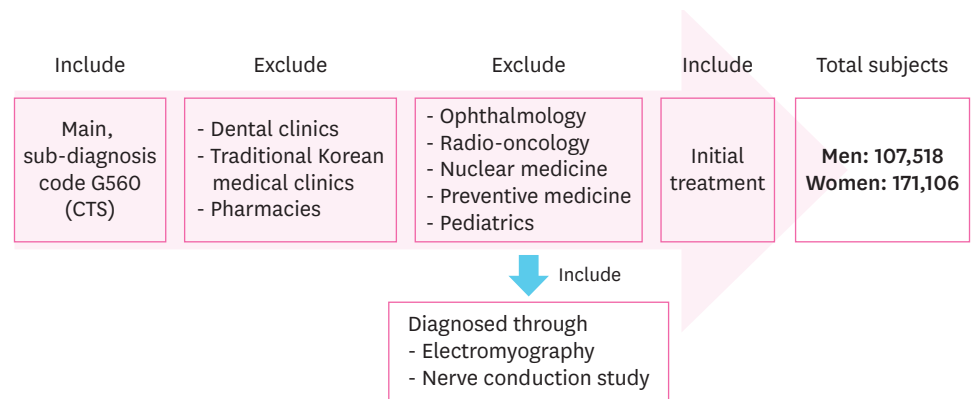 Include
Exclude
Exclude
Include
Total subjects
Main,
sub-diagnosis
code G560
(CTS)
- Dental clinics
- Traditional Korean
medical clinics
- Pharmacies
- Ophthalmology
- Radio-oncology
- Nuclear medicine
- Preventive medicine
- Pediatrics
Initial
treatment
Men: 107,518
Women: 171,106
Include
Diagnosed through
- Electromyography
- Nerve conduction study